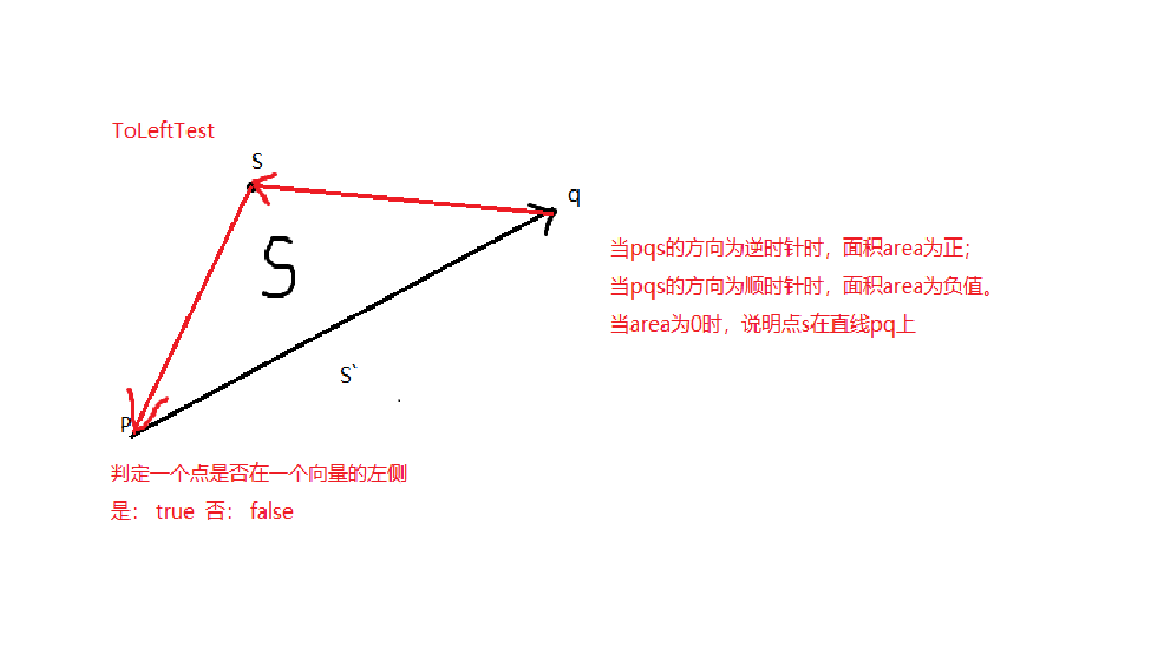 ToLeftTest
S
q
S
当pqs的方向为逆时针时，面积area为正；
当pqs的方向为顺时针时，面积area为负值。
当area为0时，说明点s在直线pq上
S`
P
判定一个点是否在一个向量的左侧
是： true 否： false